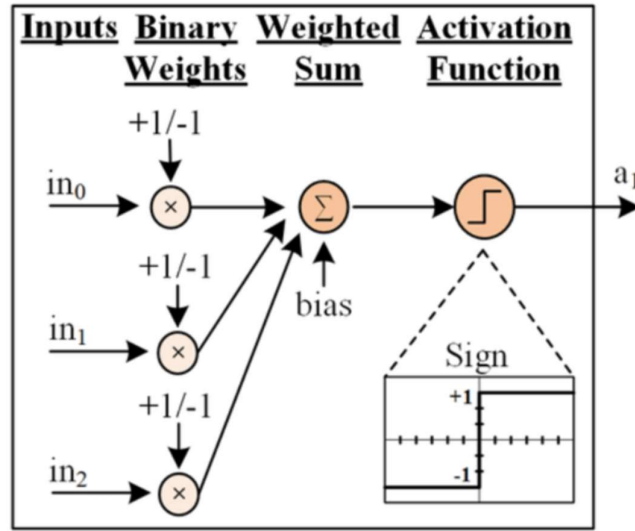 Inputs Binary Weighted Activation
Weights Sum Function
+1/-1
in₀ × Σ a₁
+1/-1
bias
in₁ ×
Sign
+1/-1
+1
in₂ ×
-1